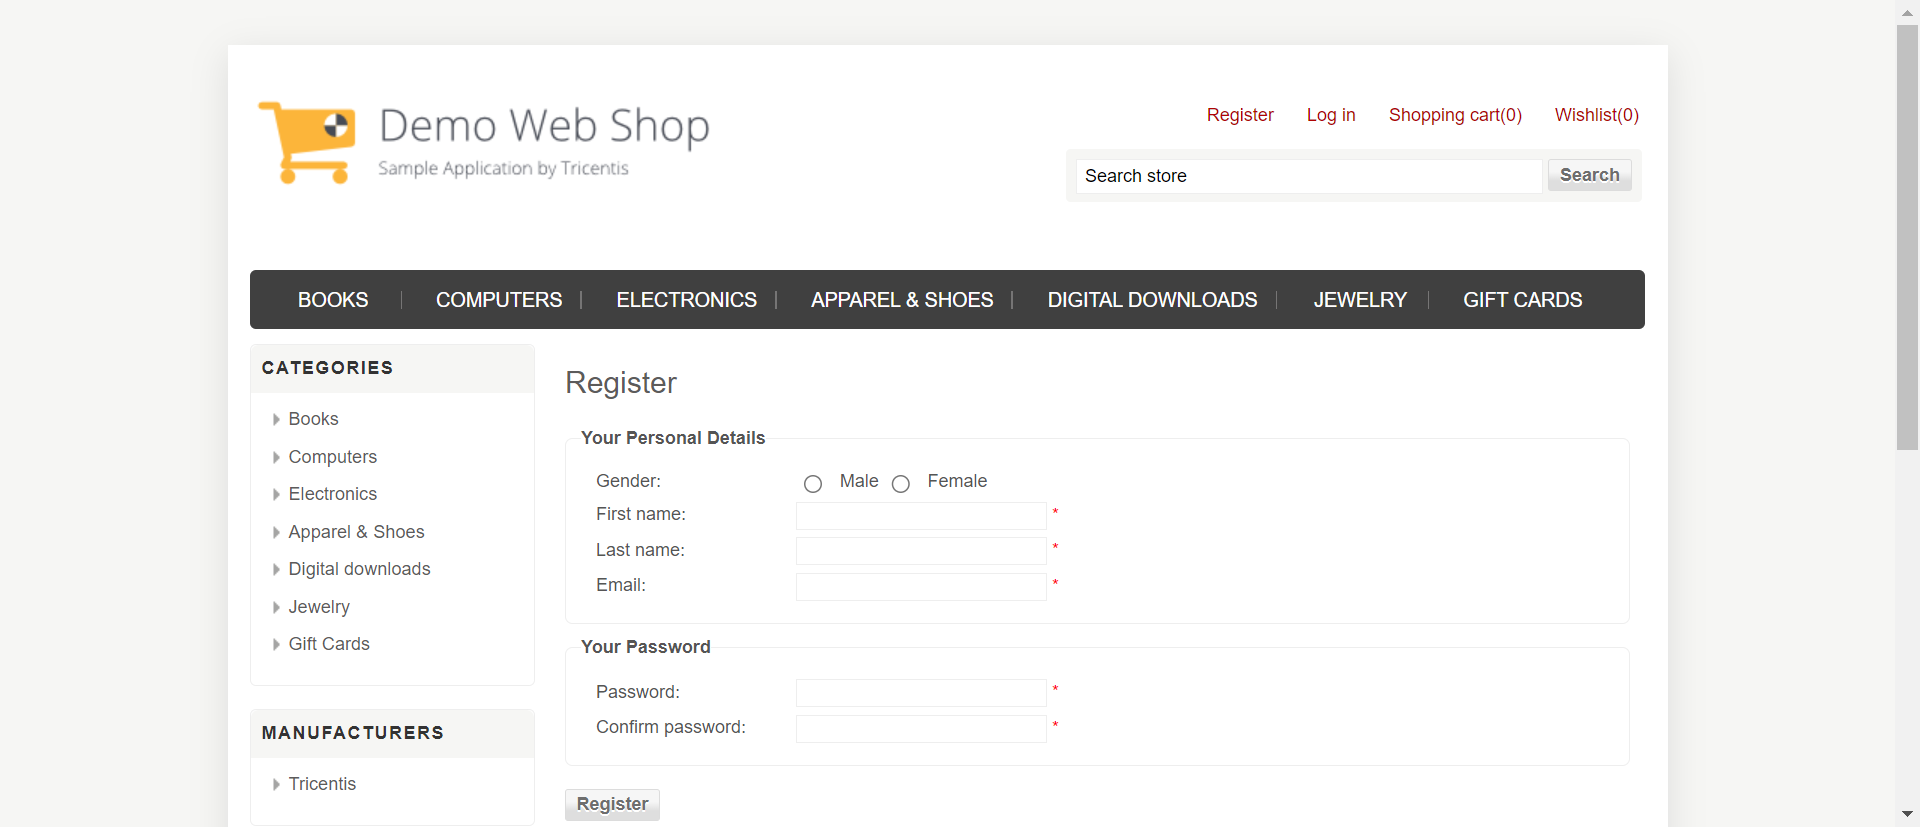 Demo Web Shop
Sample Application by Tricentis
Register Log in Shopping cart(0) Wishlist(0)
Search store Search
BOOKS COMPUTERS ELECTRONICS APPAREL & SHOES DIGITAL DOWNLOADS JEWELRY GIFT CARDS
CATEGORIES
Books
Computers
Electronics
Apparel & Shoes
Digital downloads
Jewelry
Gift Cards
MANUFACTURERS
Tricentis
Register
Your Personal Details
Gender: Male Female
First name: *
Last name: *
Email: *
Your Password
Password: *
Confirm password: *
Register